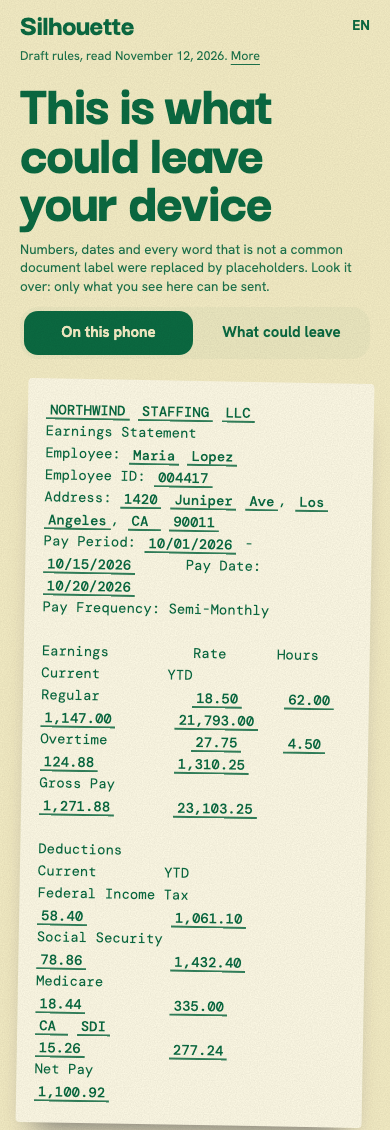 Silhouette
EN
Draft rules, read November 12, 2026. More
This is what
could leave
your device
Numbers, dates and every word that is not a common
document label were replaced by placeholders. Look it
over: only what you see here can be sent.
On this phone
What could leave
NORTHWIND STAFFING LLC
Earnings Statement
Employee: Maria Lopez
Employee ID: 004417
Address: 1420 Juniper Ave, Los
Angeles, CA 90011
Pay Period: 10/01/2026 -
10/15/2026 Pay Date:
10/20/2026
Pay Frequency: Semi-Monthly
Earnings Rate Hours
Current YTD
Regular 18.50 62.00
1,147.00 21,793.00
Overtime 27.75 4.50
124.88 1,310.25
Gross Pay
1,271.88 23,103.25
Deductions
Current YTD
Federal Income Tax
58.40 1,061.10
Social Security
78.86 1,432.40
Medicare
18.44 335.00
CA SDI
15.26 277.24
Net Pay
1,100.92